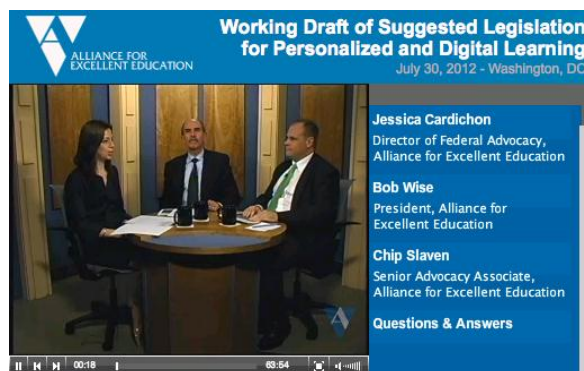 ALLIANCE FOR
EXCELLENT EDUCATION
Working Draft of Suggested Legislation
for Personalized and Digital Learning
July 30, 2012 - Washington, DC
Jessica Cardichon
Director of Federal Advocacy,
Alliance for Excellent Education
Bob Wise
President, Alliance for
Excellent Education
Chip Slaven
Senior Advocacy Associate,
Alliance for Excellent Education
Questions & Answers
00:18
63:54